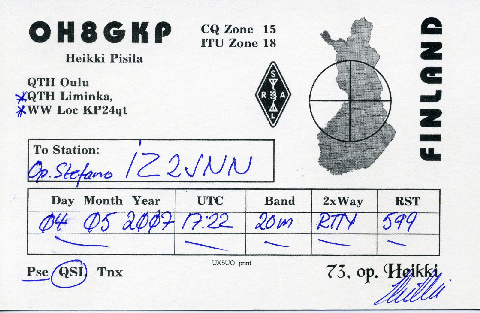 OH8GKP
CQ Zone 15
ITU Zone 18
Heikki Pisila
QTH Oulu
QTH Liminka,
WW Loc KP24qt
S
R A
A
L
FINLAND
To Station:
Op. Stefano IZ2JNN
Day Month Year UTC Band 2xWay RST
04 05 2007 17:22 20m RTTY 599
UX5UO print
Pse QSL Tnx
73, op. Heikki
Heikki